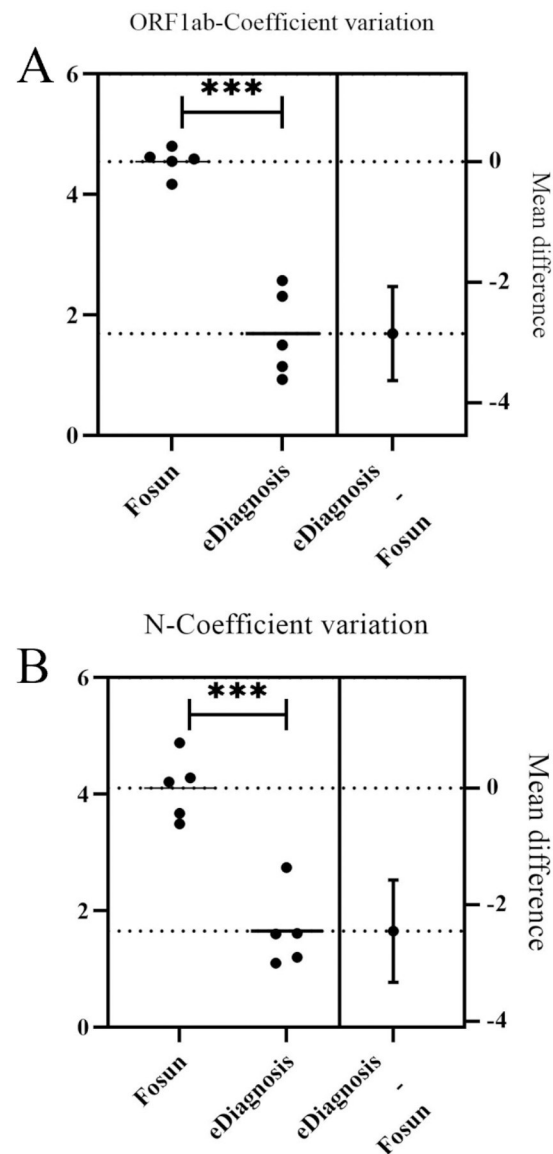 ORF1ab-Coefficient variation
A
6
4
2
0
***
0
-2
-4
Mean difference
Fosun
eDiagnosis
eDiagnosis
-
Fosun
N-Coefficient variation
B
6
4
2
0
***
0
-2
-4
Mean difference
Fosun
eDiagnosis
eDiagnosis
-
Fosun